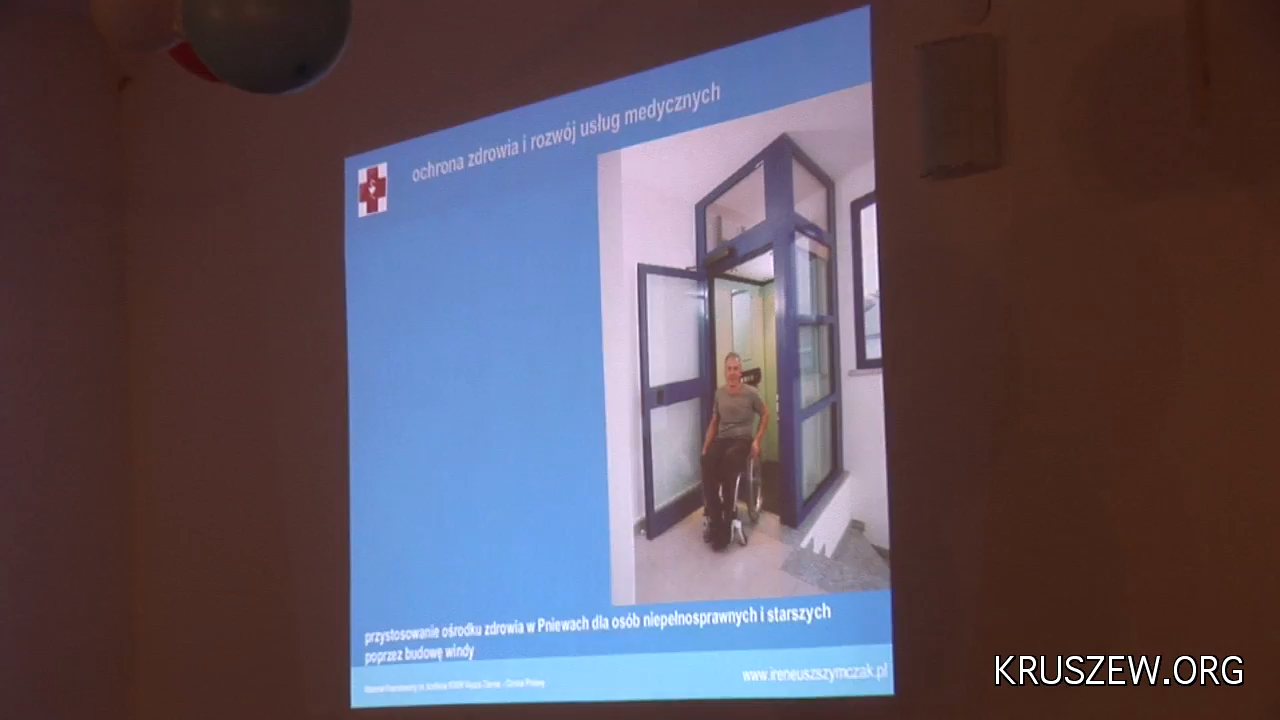 ochrona zdrowia i rozwój usług medycznych
przystosowanie ośrodku zdrowia w Pniewach dla osób niepełnosprawnych i starszych
poprzez budowę windy
www.ireneuszszymczak.pl
KRUSZEW.ORG